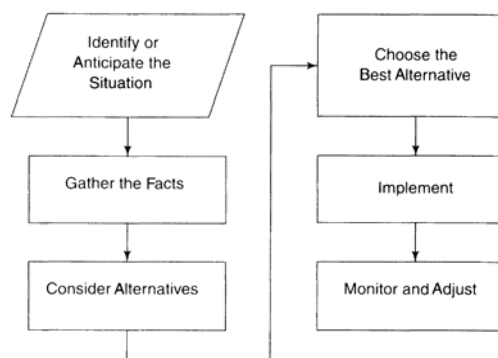 Identify or
Anticipate the
Situation
Gather the Facts
Consider Alternatives
Choose the
Best Alternative
Implement
Monitor and Adjust